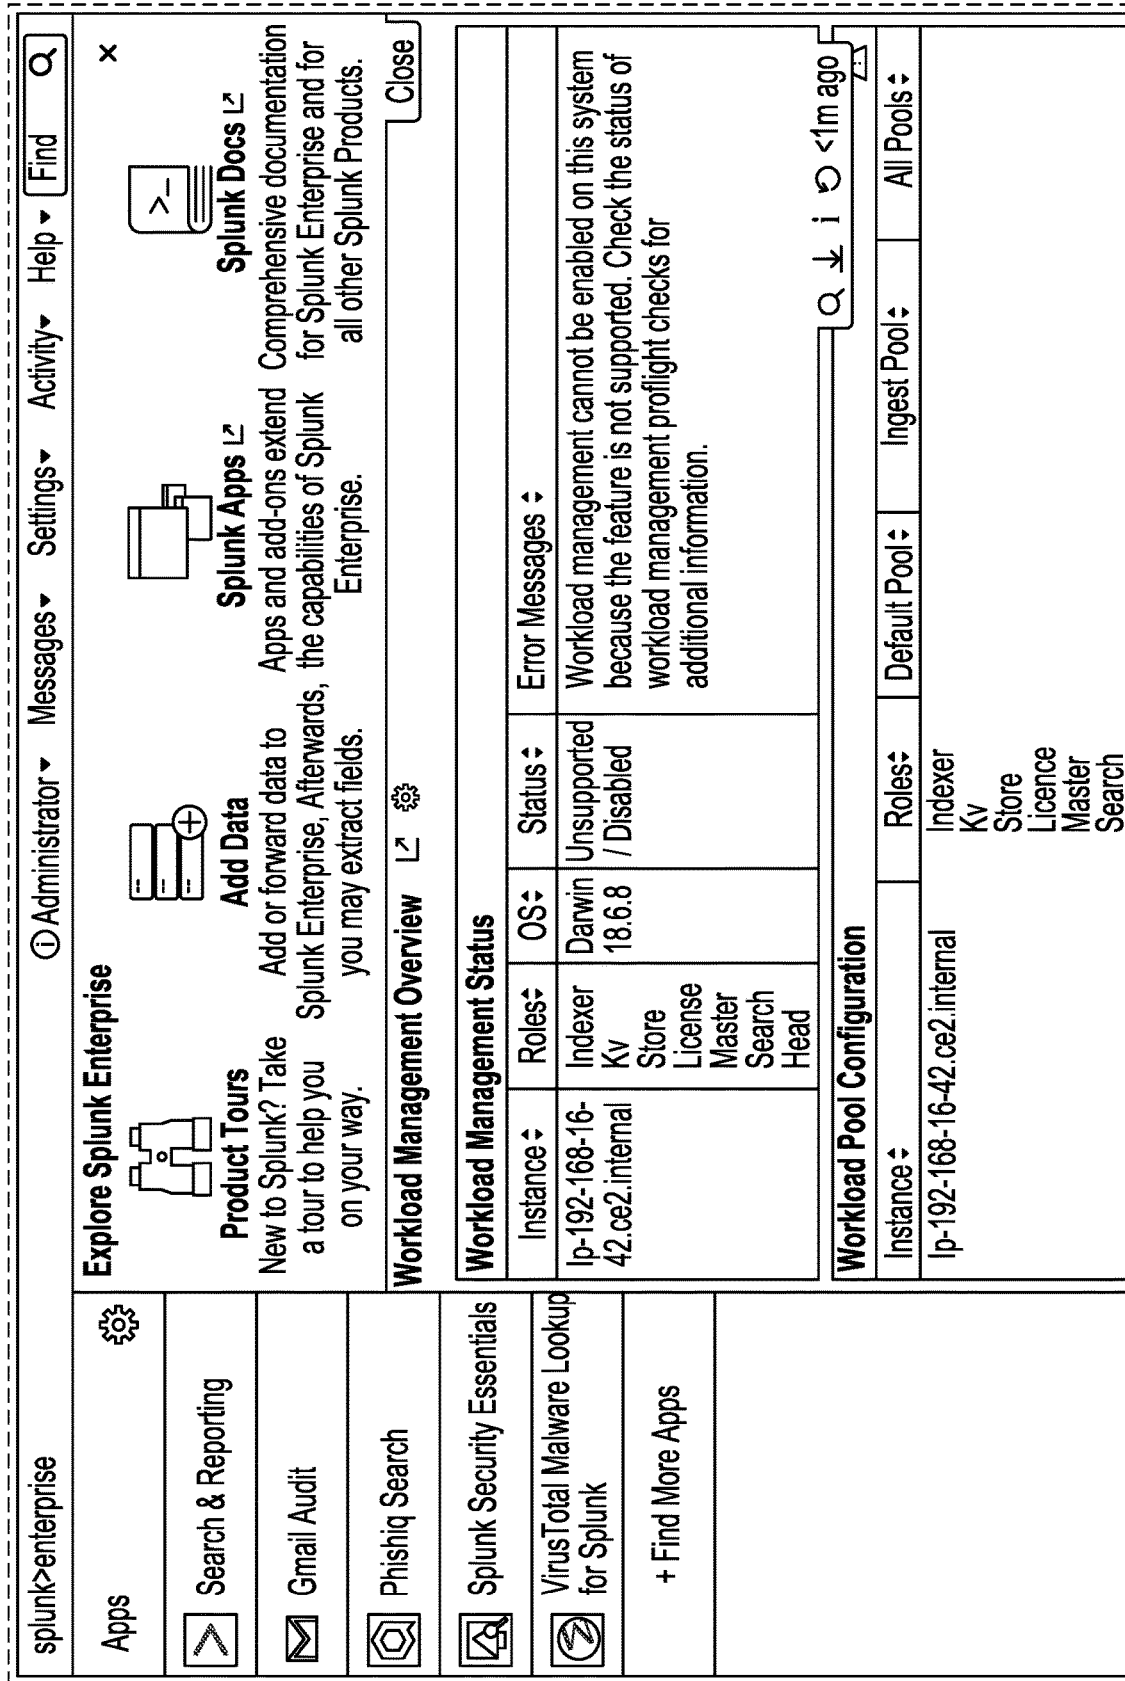 splunk>enterprise
Administrator
Messages
Settings
Activity
Help
Find
Apps
Search & Reporting
Gmail Audit
Phishiq Search
Splunk Security Essentials
VirusTotal Malware Lookup
for Splunk
+ Find More Apps
Explore Splunk Enterprise
Product Tours
New to Splunk? Take
a tour to help you
on your way.
Add Data
Add or forward data to
Splunk Enterprise, Afterwards,
you may extract fields.
Splunk Apps
Apps and add-ons extend
the capabilities of Splunk
Enterprise.
Splunk Docs
Comprehensive documentation
for Splunk Enterprise and for
all other Splunk Products.
Close
Workload Management Overview
Workload Management Status
Instance
Roles
OS
Status
Error Messages
Ip-192-168-16-
42.ce2.internal
Indexer
Kv
Store
License
Master
Search
Head
Darwin
18.6.8
Unsupported
/ Disabled
Workload management cannot be enabled on this system
because the feature is not supported. Check the status of
workload management proflight checks for
additional information.
<1m ago
Workload Pool Configuration
Instance
Roles
Default Pool
Ingest Pool
All Pools
Ip-192-168-16-42.ce2.internal
Indexer
Kv
Store
Licence
Master
Search